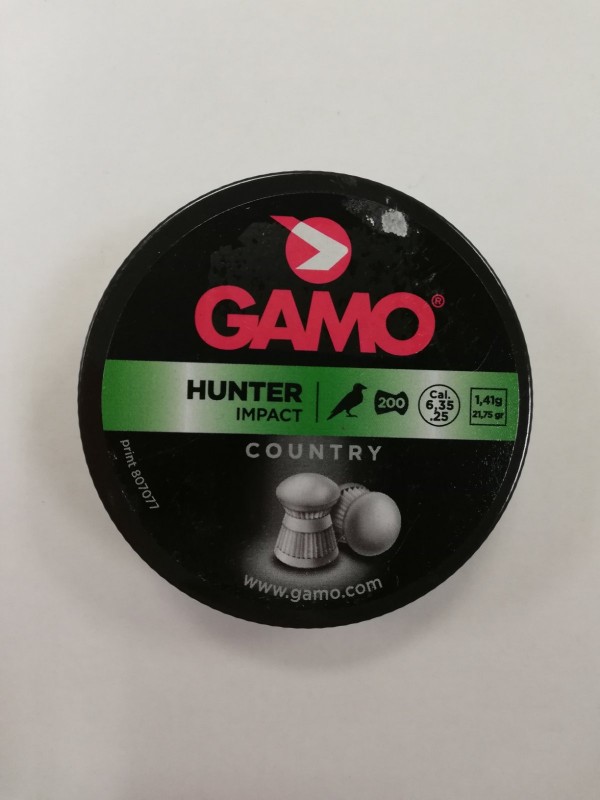 GAMO®
HUNTER
IMPACT
200
Cal.
6,35
.25
1,41g
21,75 gr
COUNTRY
print 807077
www.gamo.com